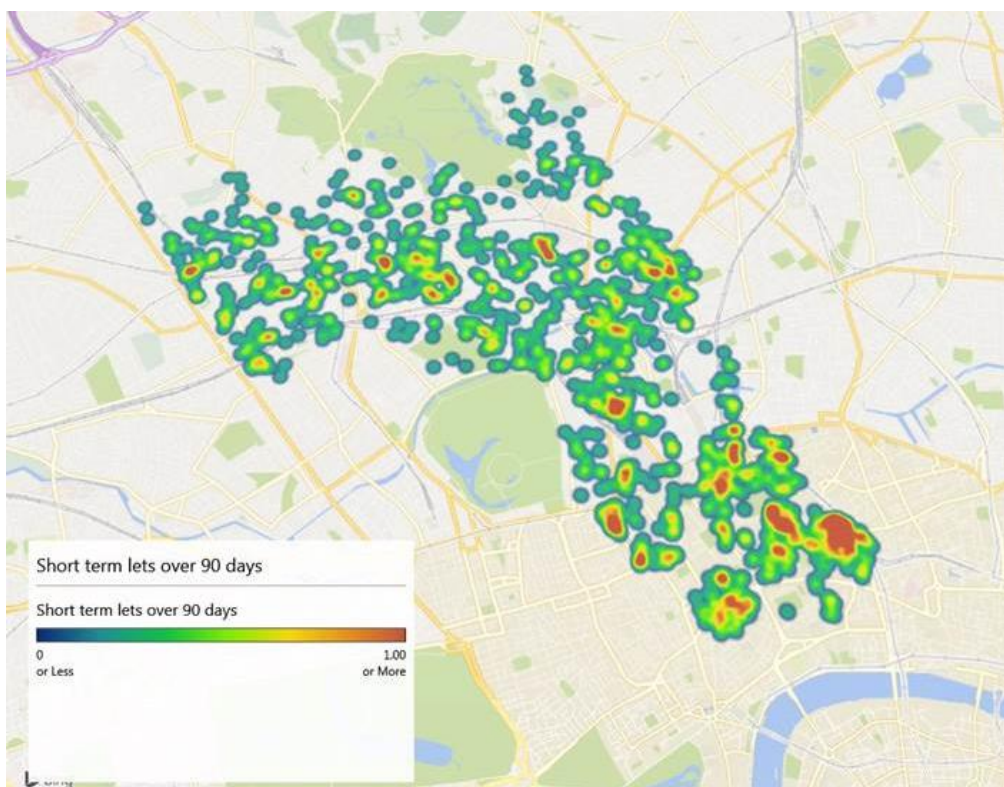 Short term lets over 90 days
Short term lets over 90 days
0
1.00
or Less
or More